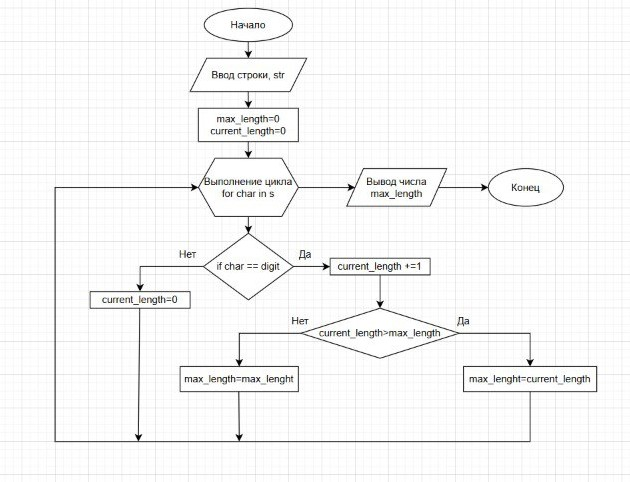 Начало
Ввод строки, str
max_length=0
current_length=0
Выполнение цикла
for char in s
Вывод числа
max_length
Конец
Нет
if char == digit
Да
current_length +=1
current_length=0
Нет
current_length>max_length
Да
max_length=max_lenght
max_lenght=current_length